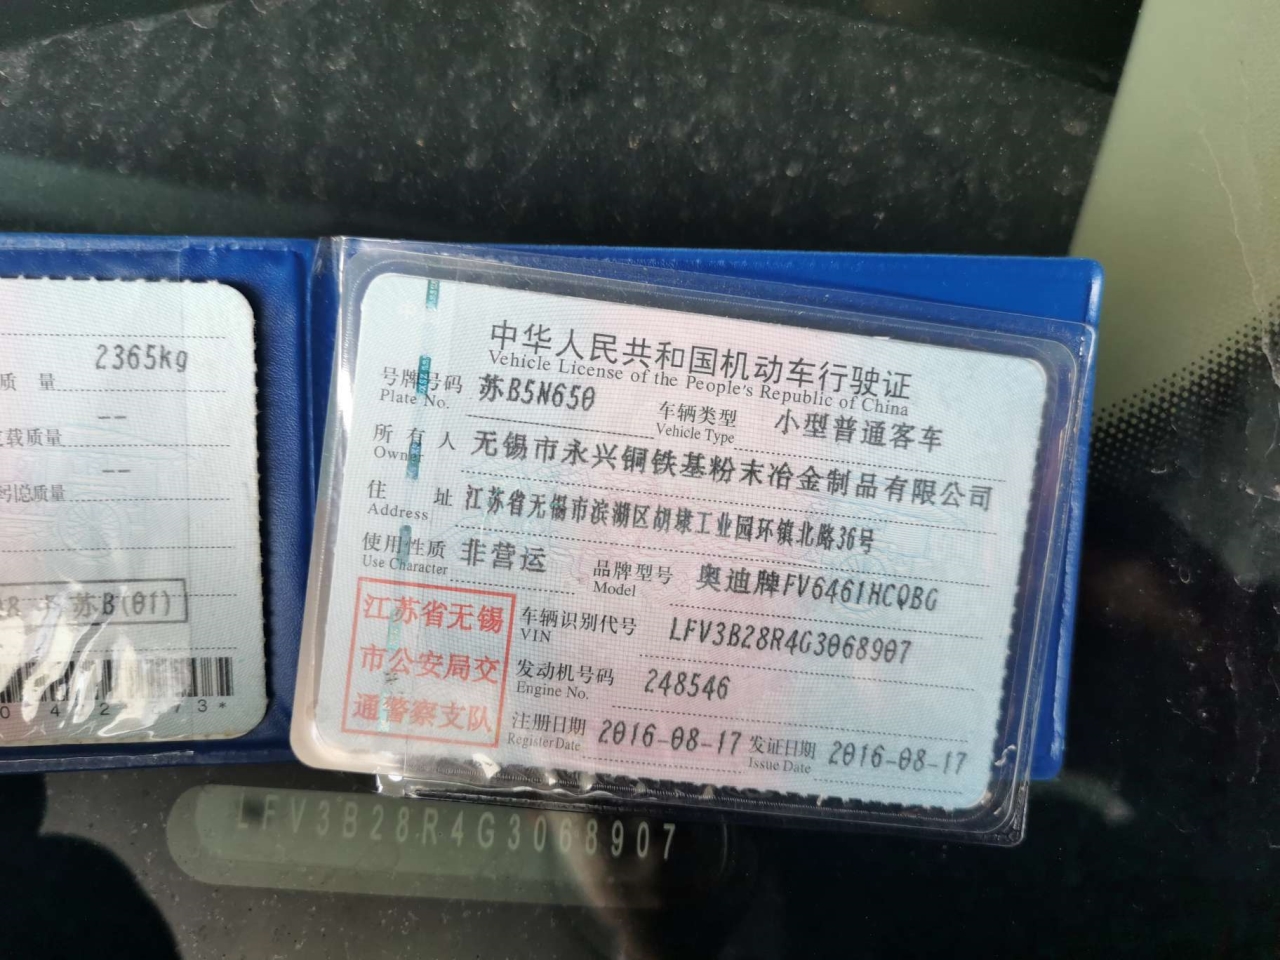 2365kg
质 量
--
载质量
--
引总质量
苏B(01)
中华人民共和国机动车行驶证
Vehicle License of the People's Republic of China
号牌号码 苏B5N650 车辆类型 小型普通客车
Plate No. Vehicle Type
所 有 人 无锡市永兴铜铁基粉末冶金制品有限公司
Owner
住 址 江苏省无锡市滨湖区胡埭工业园环镇北路36号
Address
使用性质 非营运 品牌型号 奥迪牌FV6461HCQBG
Use Character Model
江苏省无锡 车辆识别代号 LFV3B28R4G3068907
VIN
市公安局交 发动机号码 248546
Engine No.
通警察支队 注册日期 2016-08-17 发证日期 2016-08-17
Register Date Issue Date
LFV3B28R4G3068907